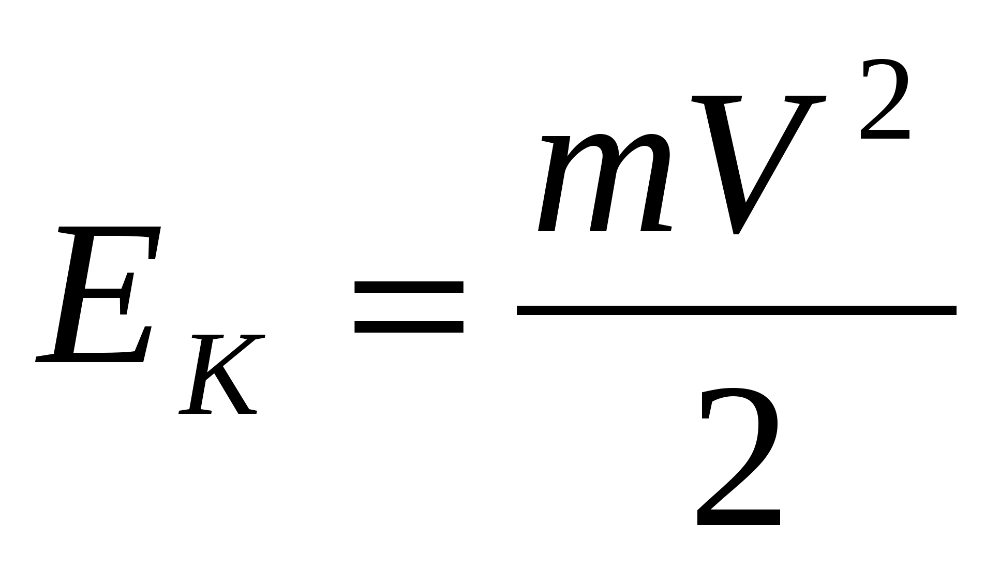 E_K = mV^2 / 2